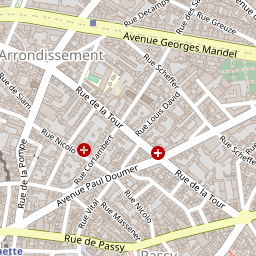 Rue Decamps
Rue Greuze
Avenue Georges Mandel
Arrondissement
Rue Scheffer
Rue de Siam
Rue de la Tour
Rue Louis David
Rue Nicolo
Rue Cortambert
Rue Scheffer
Rue de la Pompe
Avenue Paul Doumer
Rue de la Tour
Rue Vital
Rue Massenet
Rue Nicolo
Rue de Passy
Passy